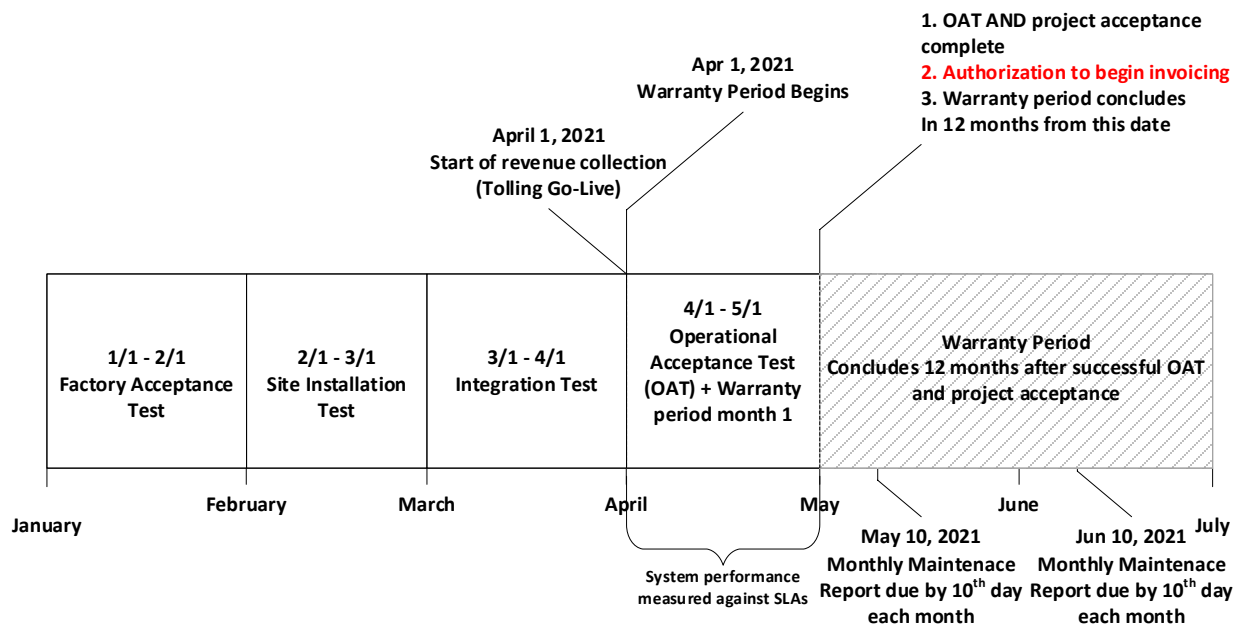 1. OAT AND project acceptance
complete
2. Authorization to begin invoicing
3. Warranty period concludes
In 12 months from this date
Apr 1, 2021
Warranty Period Begins
April 1, 2021
Start of revenue collection
(Tolling Go-Live)
1/1 - 2/1
Factory Acceptance
Test
2/1 - 3/1
Site Installation
Test
3/1 - 4/1
Integration Test
4/1 - 5/1
Operational
Acceptance Test
(OAT) + Warranty
period month 1
Warranty Period
Concludes 12 months after successful OAT
and project acceptance
January
February
March
April
May
June
July
System performance
measured against SLAs
May 10, 2021
Monthly Maintenace
Report due by 10th day
each month
Jun 10, 2021
Monthly Maintenace
Report due by 10th day
each month